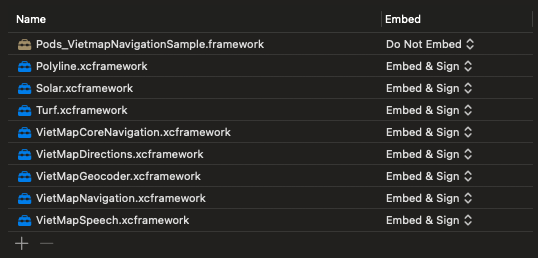 Name Embed
Pods_VietmapNavigationSample.framework Do Not Embed
Polyline.xcframework Embed & Sign
Solar.xcframework Embed & Sign
Turf.xcframework Embed & Sign
VietMapCoreNavigation.xcframework Embed & Sign
VietMapDirections.xcframework Embed & Sign
VietMapGeocoder.xcframework Embed & Sign
VietMapNavigation.xcframework Embed & Sign
VietMapSpeech.xcframework Embed & Sign